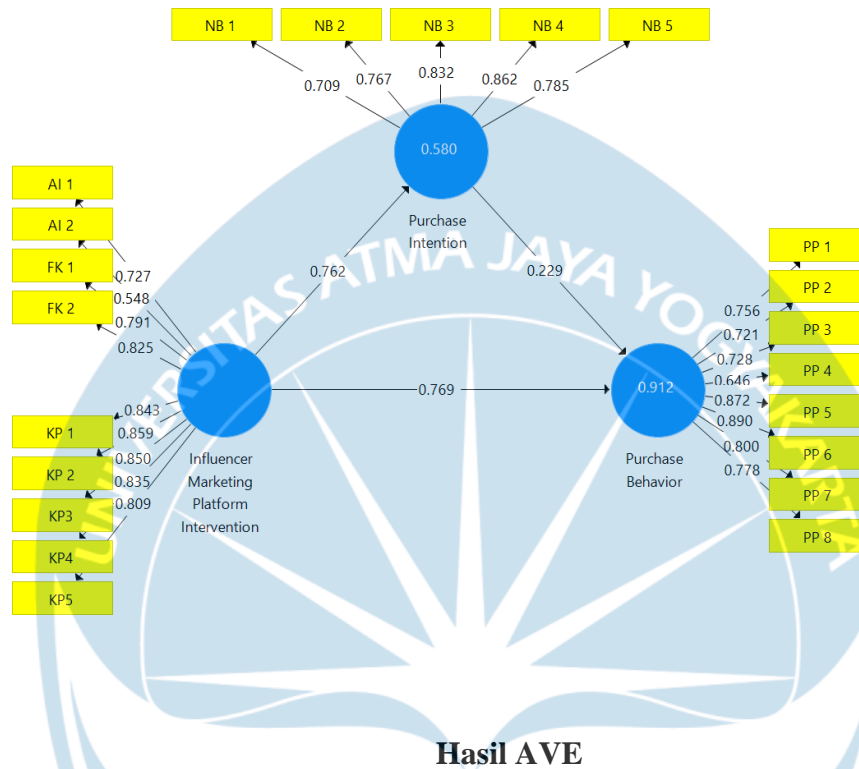 NB 1
NB 2
NB 3
NB 4
NB 5
0.709
0.767
0.832
0.862
0.785
0.580
Purchase
Intention
AI 1
AI 2
FK 1
FK 2
0.727
0.548
0.791
0.825
0.762
0.229
0.769
UNIVERSITAS ATMA JAYA YOGYAKARTA
KP 1
KP 2
KP3
KP4
KP5
0.843
0.859
0.850
0.835
0.809
Influencer
Marketing
Platform
Intervention
0.912
Purchase
Behavior
0.756
0.721
0.728
0.646
0.872
0.890
0.800
0.778
PP 1
PP 2
PP 3
PP 4
PP 5
PP 6
PP 7
PP 8
Hasil AVE